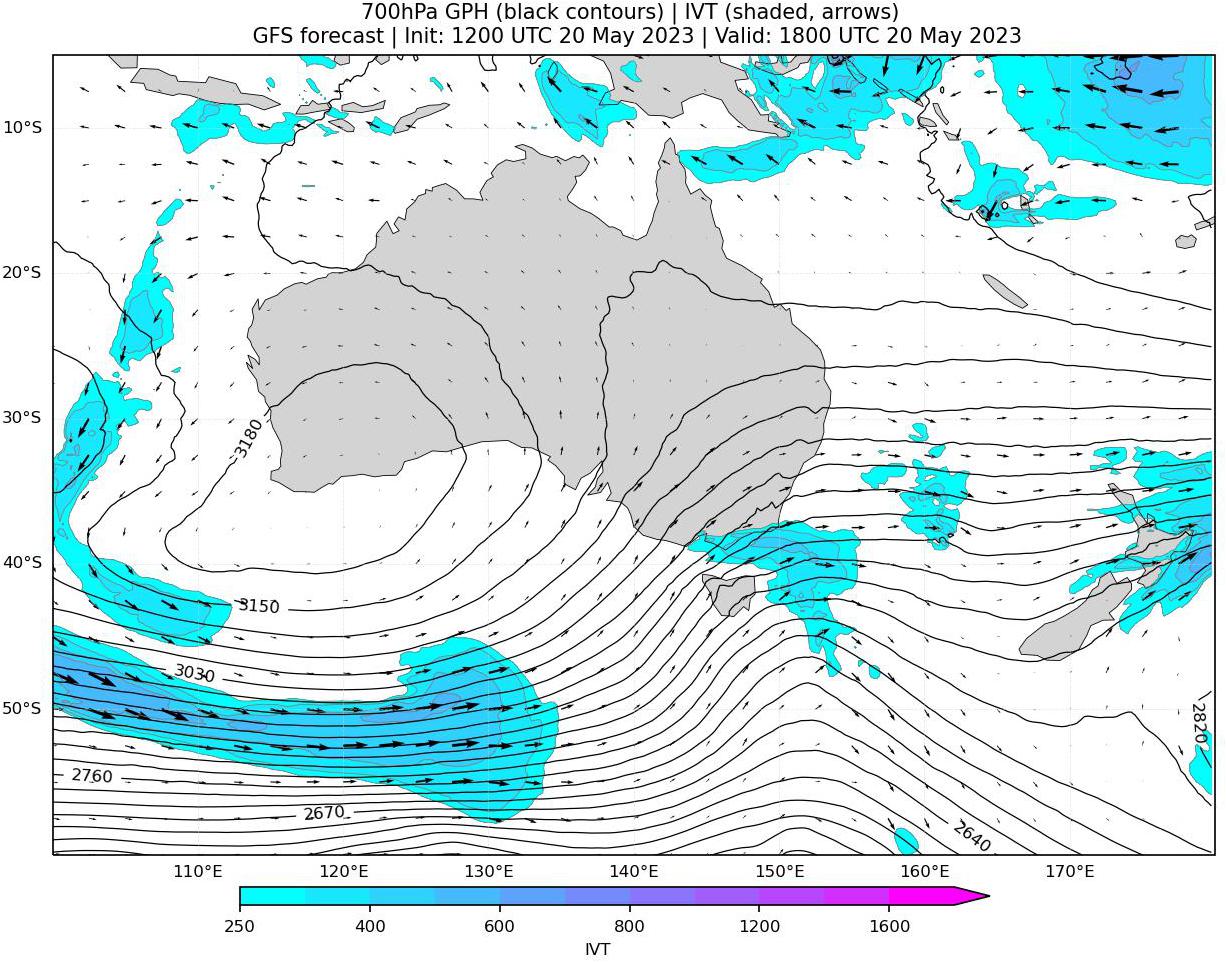 700hPa GPH (black contours) | IVT (shaded, arrows)
GFS forecast | Init: 1200 UTC 20 May 2023 | Valid: 1800 UTC 20 May 2023
10°S
20°S
30°S
3180
40°S
3150
3030
50°S
2820
2760
2670
2640
110°E 120°E 130°E 140°E 150°E 160°E 170°E
250 400 600 800 1200 1600
IVT